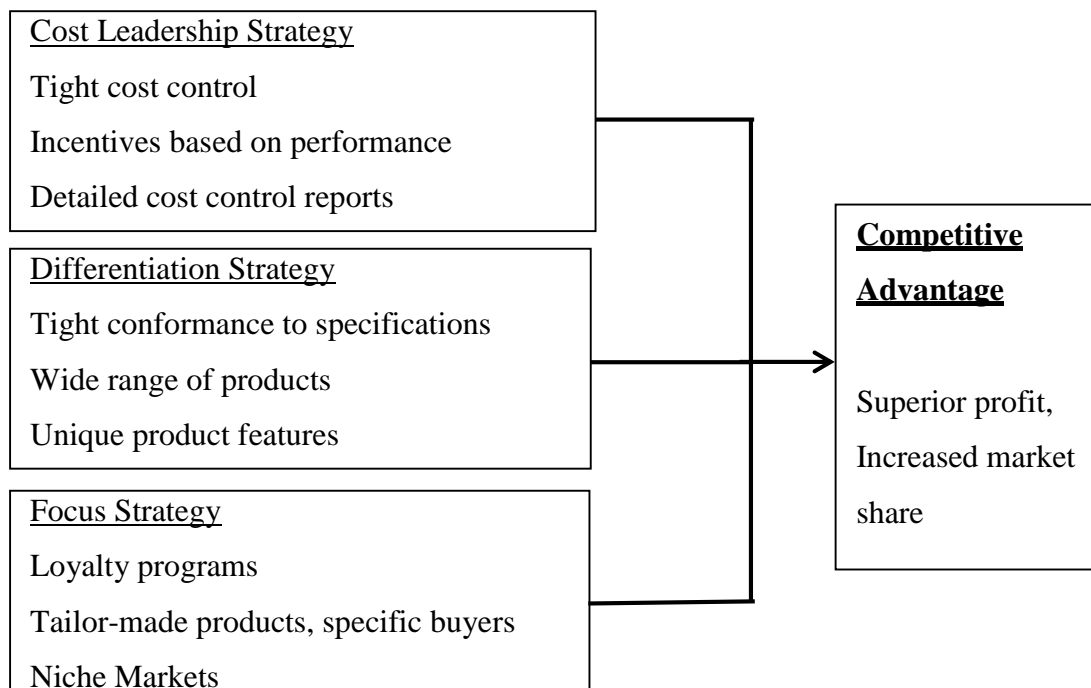 Cost Leadership Strategy
Tight cost control
Incentives based on performance
Detailed cost control reports
Differentiation Strategy
Tight conformance to specifications
Wide range of products
Unique product features
Focus Strategy
Loyalty programs
Tailor-made products, specific buyers
Niche Markets
Competitive
Advantage
Superior profit,
Increased market
share